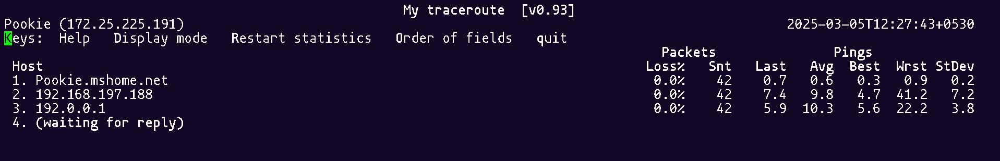 My traceroute [v0.93]
Pookie (172.25.225.191) 2025-03-05T12:27:43+0530
Keys: Help Display mode Restart statistics Order of fields quit
Packets Pings
Host Loss% Snt Last Avg Best Wrst StDev
1. Pookie.mshome.net 0.0% 42 0.7 0.6 0.3 0.9 0.2
2. 192.168.197.188 0.0% 42 7.4 9.8 4.7 41.2 7.2
3. 192.0.0.1 0.0% 42 5.9 10.3 5.6 22.2 3.8
4. (waiting for reply)